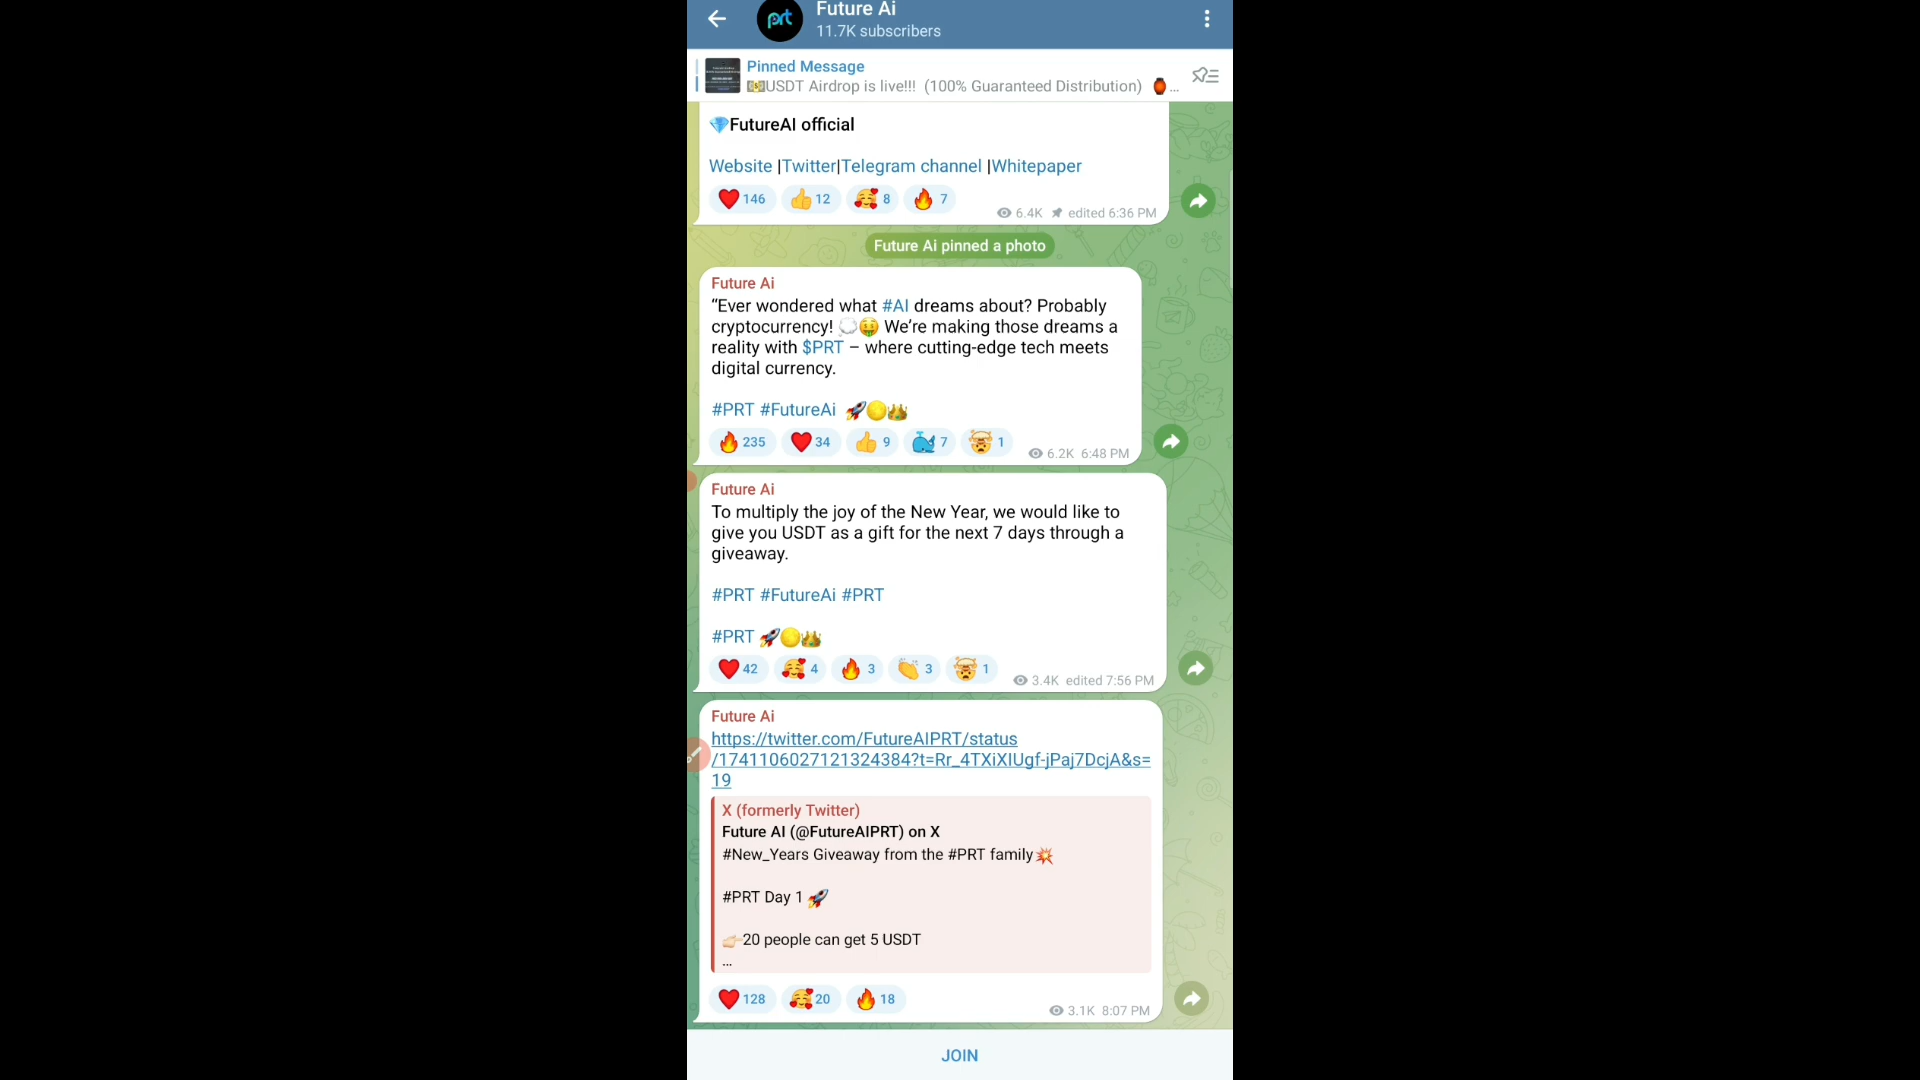 prt
Future Ai
11.7K subscribers
Pinned Message
💵USDT Airdrop is live!!! (100% Guaranteed Distribution) 🏮...
💎FutureAI official
Website |Twitter|Telegram channel |Whitepaper
❤️ 146 👍 12 🥰 8 🔥 7
6.4K edited 6:36 PM
Future Ai pinned a photo
Future Ai
“Ever wondered what #AI dreams about? Probably
cryptocurrency! 💭🤑 We’re making those dreams a
reality with $PRT – where cutting-edge tech meets
digital currency.
#PRT #FutureAi 🚀🌕👑
🔥 235 ❤️ 34 👍 9 🐳 7 🤯 1
6.2K 6:48 PM
Future Ai
To multiply the joy of the New Year, we would like to
give you USDT as a gift for the next 7 days through a
giveaway.
#PRT #FutureAi #PRT
#PRT 🚀🌕👑
❤️ 42 🥰 4 🔥 3 👏 3 🤯 1
3.4K edited 7:56 PM
Future Ai
https://twitter.com/FutureAIPRT/status
/1741106027121324384?t=Rr_4TXiXIUgf-jPaj7DcjA&s=
19
X (formerly Twitter)
Future AI (@FutureAIPRT) on X
#New_Years Giveaway from the #PRT family💥
#PRT Day 1 🚀
👉🏻20 people can get 5 USDT
...
❤️ 128 🥰 20 🔥 18
3.1K 8:07 PM
JOIN